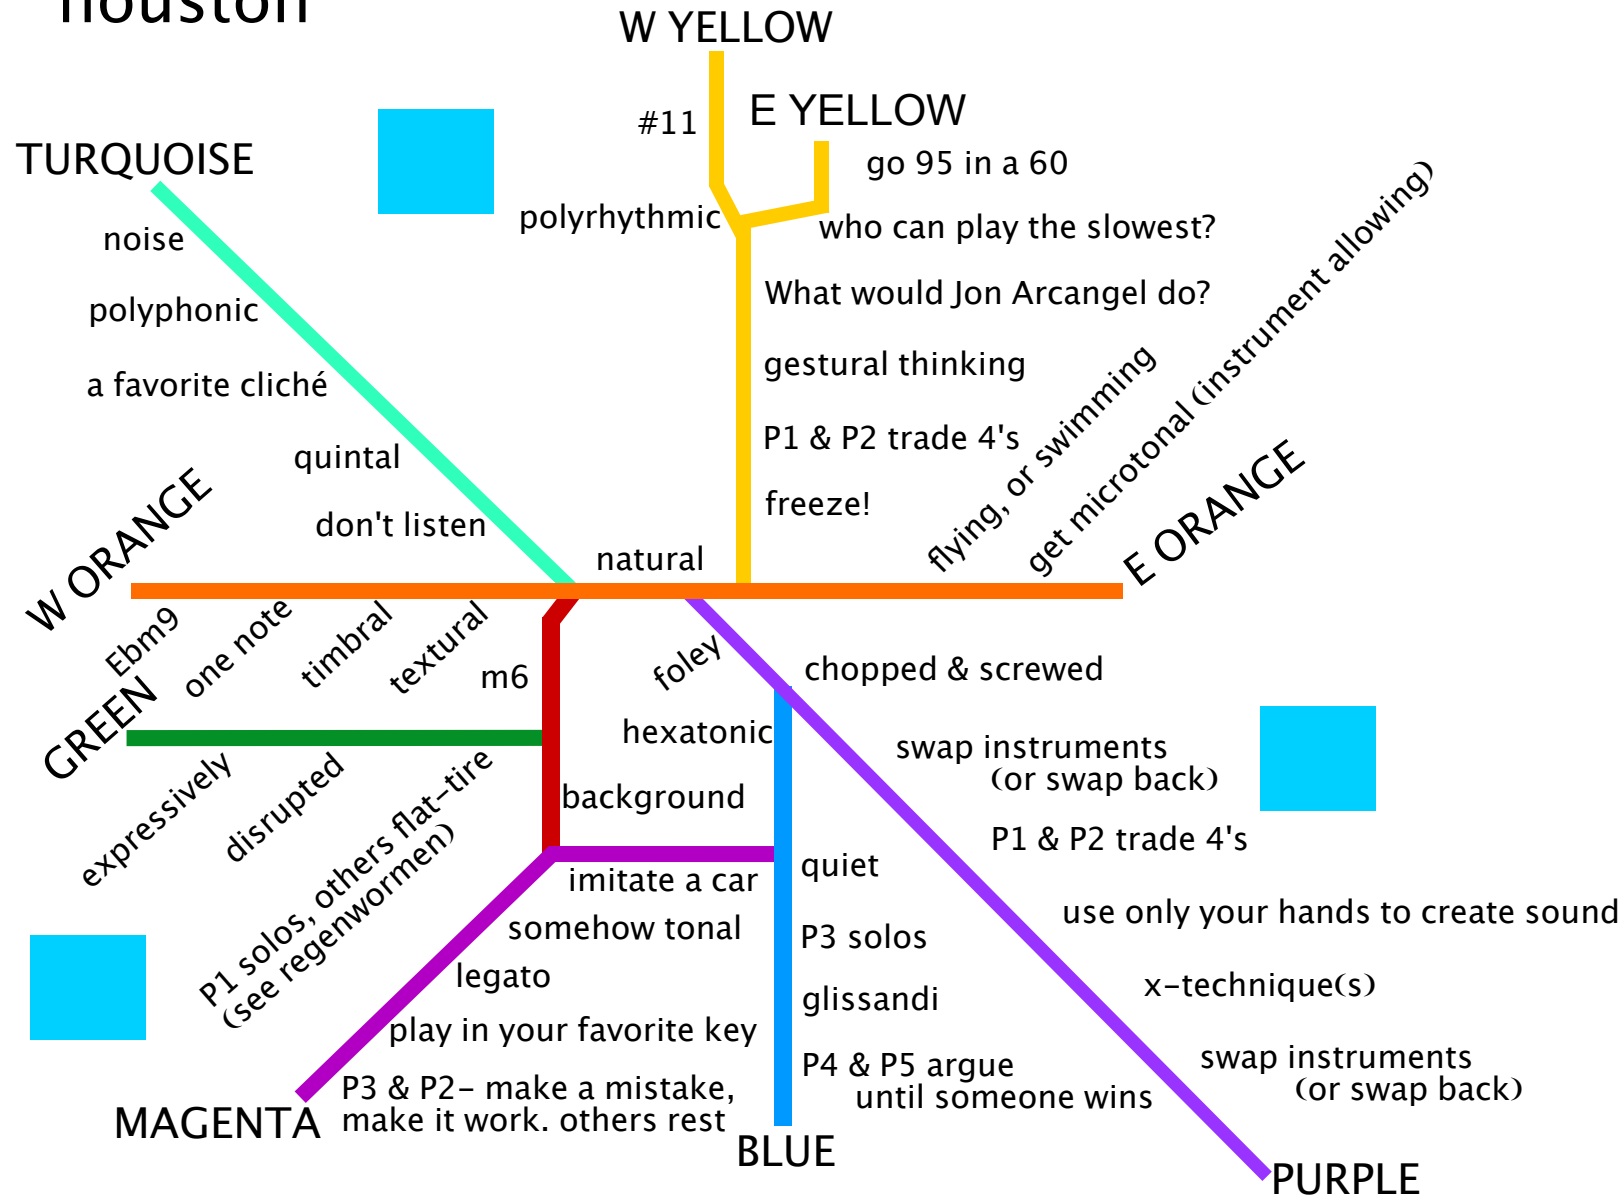 houston
W YELLOW
E YELLOW
#11
TURQUOISE
go 95 in a 60
polyrhythmic
who can play the slowest?
noise
What would Jon Arcangel do?
polyphonic
gestural thinking
a favorite cliché
P1 & P2 trade 4's
quintal
freeze!
don't listen
flying, or swimming
get microtonal (instrument allowing)
natural
W ORANGE
E ORANGE
Ebm9
one note
timbral
textural
m6
foley
chopped & screwed
GREEN
hexatonic
swap instruments
(or swap back)
expressively
disrupted
P1 solos, others flat-tire
(see regenwormen)
background
P1 & P2 trade 4's
imitate a car
quiet
use only your hands to create sound
somehow tonal
P3 solos
legato
x-technique(s)
glissandi
play in your favorite key
P4 & P5 argue
until someone wins
swap instruments
(or swap back)
P3 & P2- make a mistake,
make it work. others rest
MAGENTA
BLUE
PURPLE